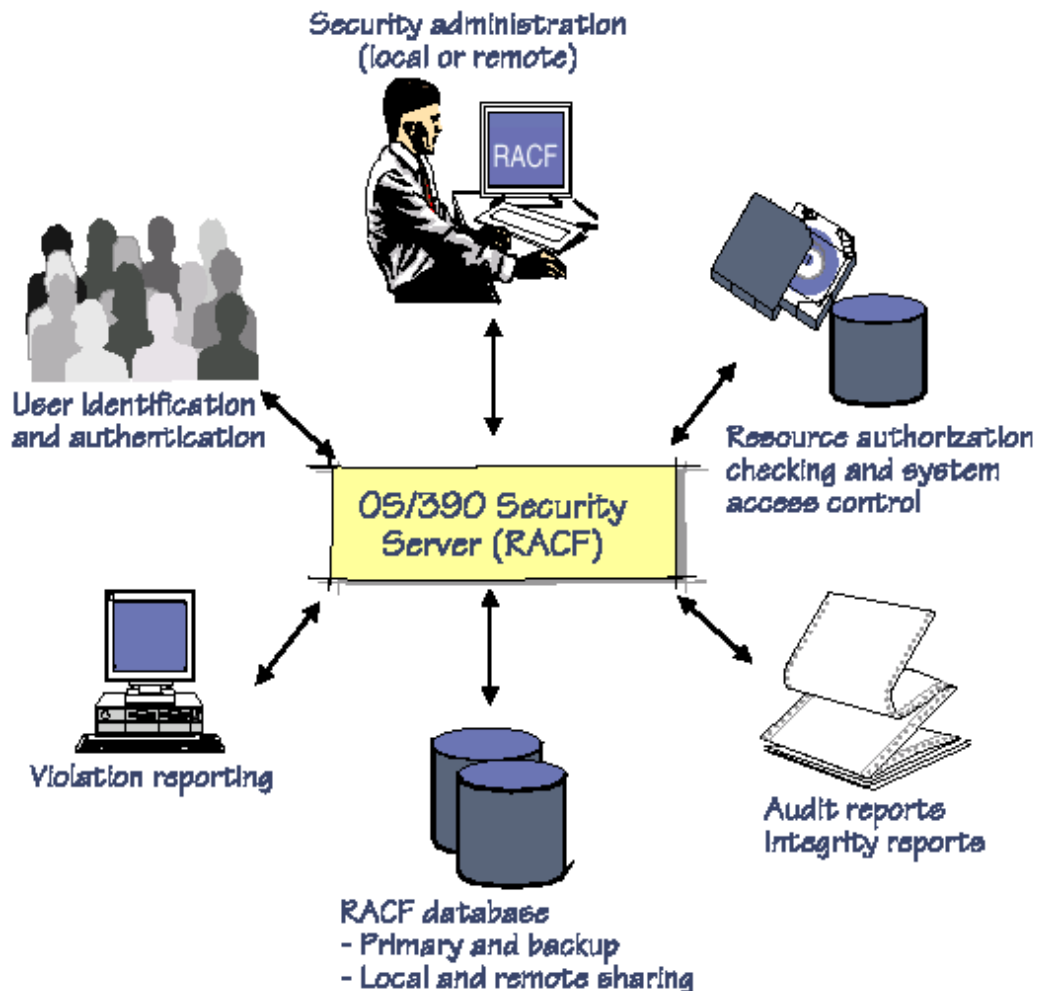 Security administration
(local or remote)
RACF
User identification
and authentication
Resource authorization
checking and system
access control
OS/390 Security
Server (RACF)
Violation reporting
Audit reports
Integrity reports
RACF database
- Primary and backup
- Local and remote sharing